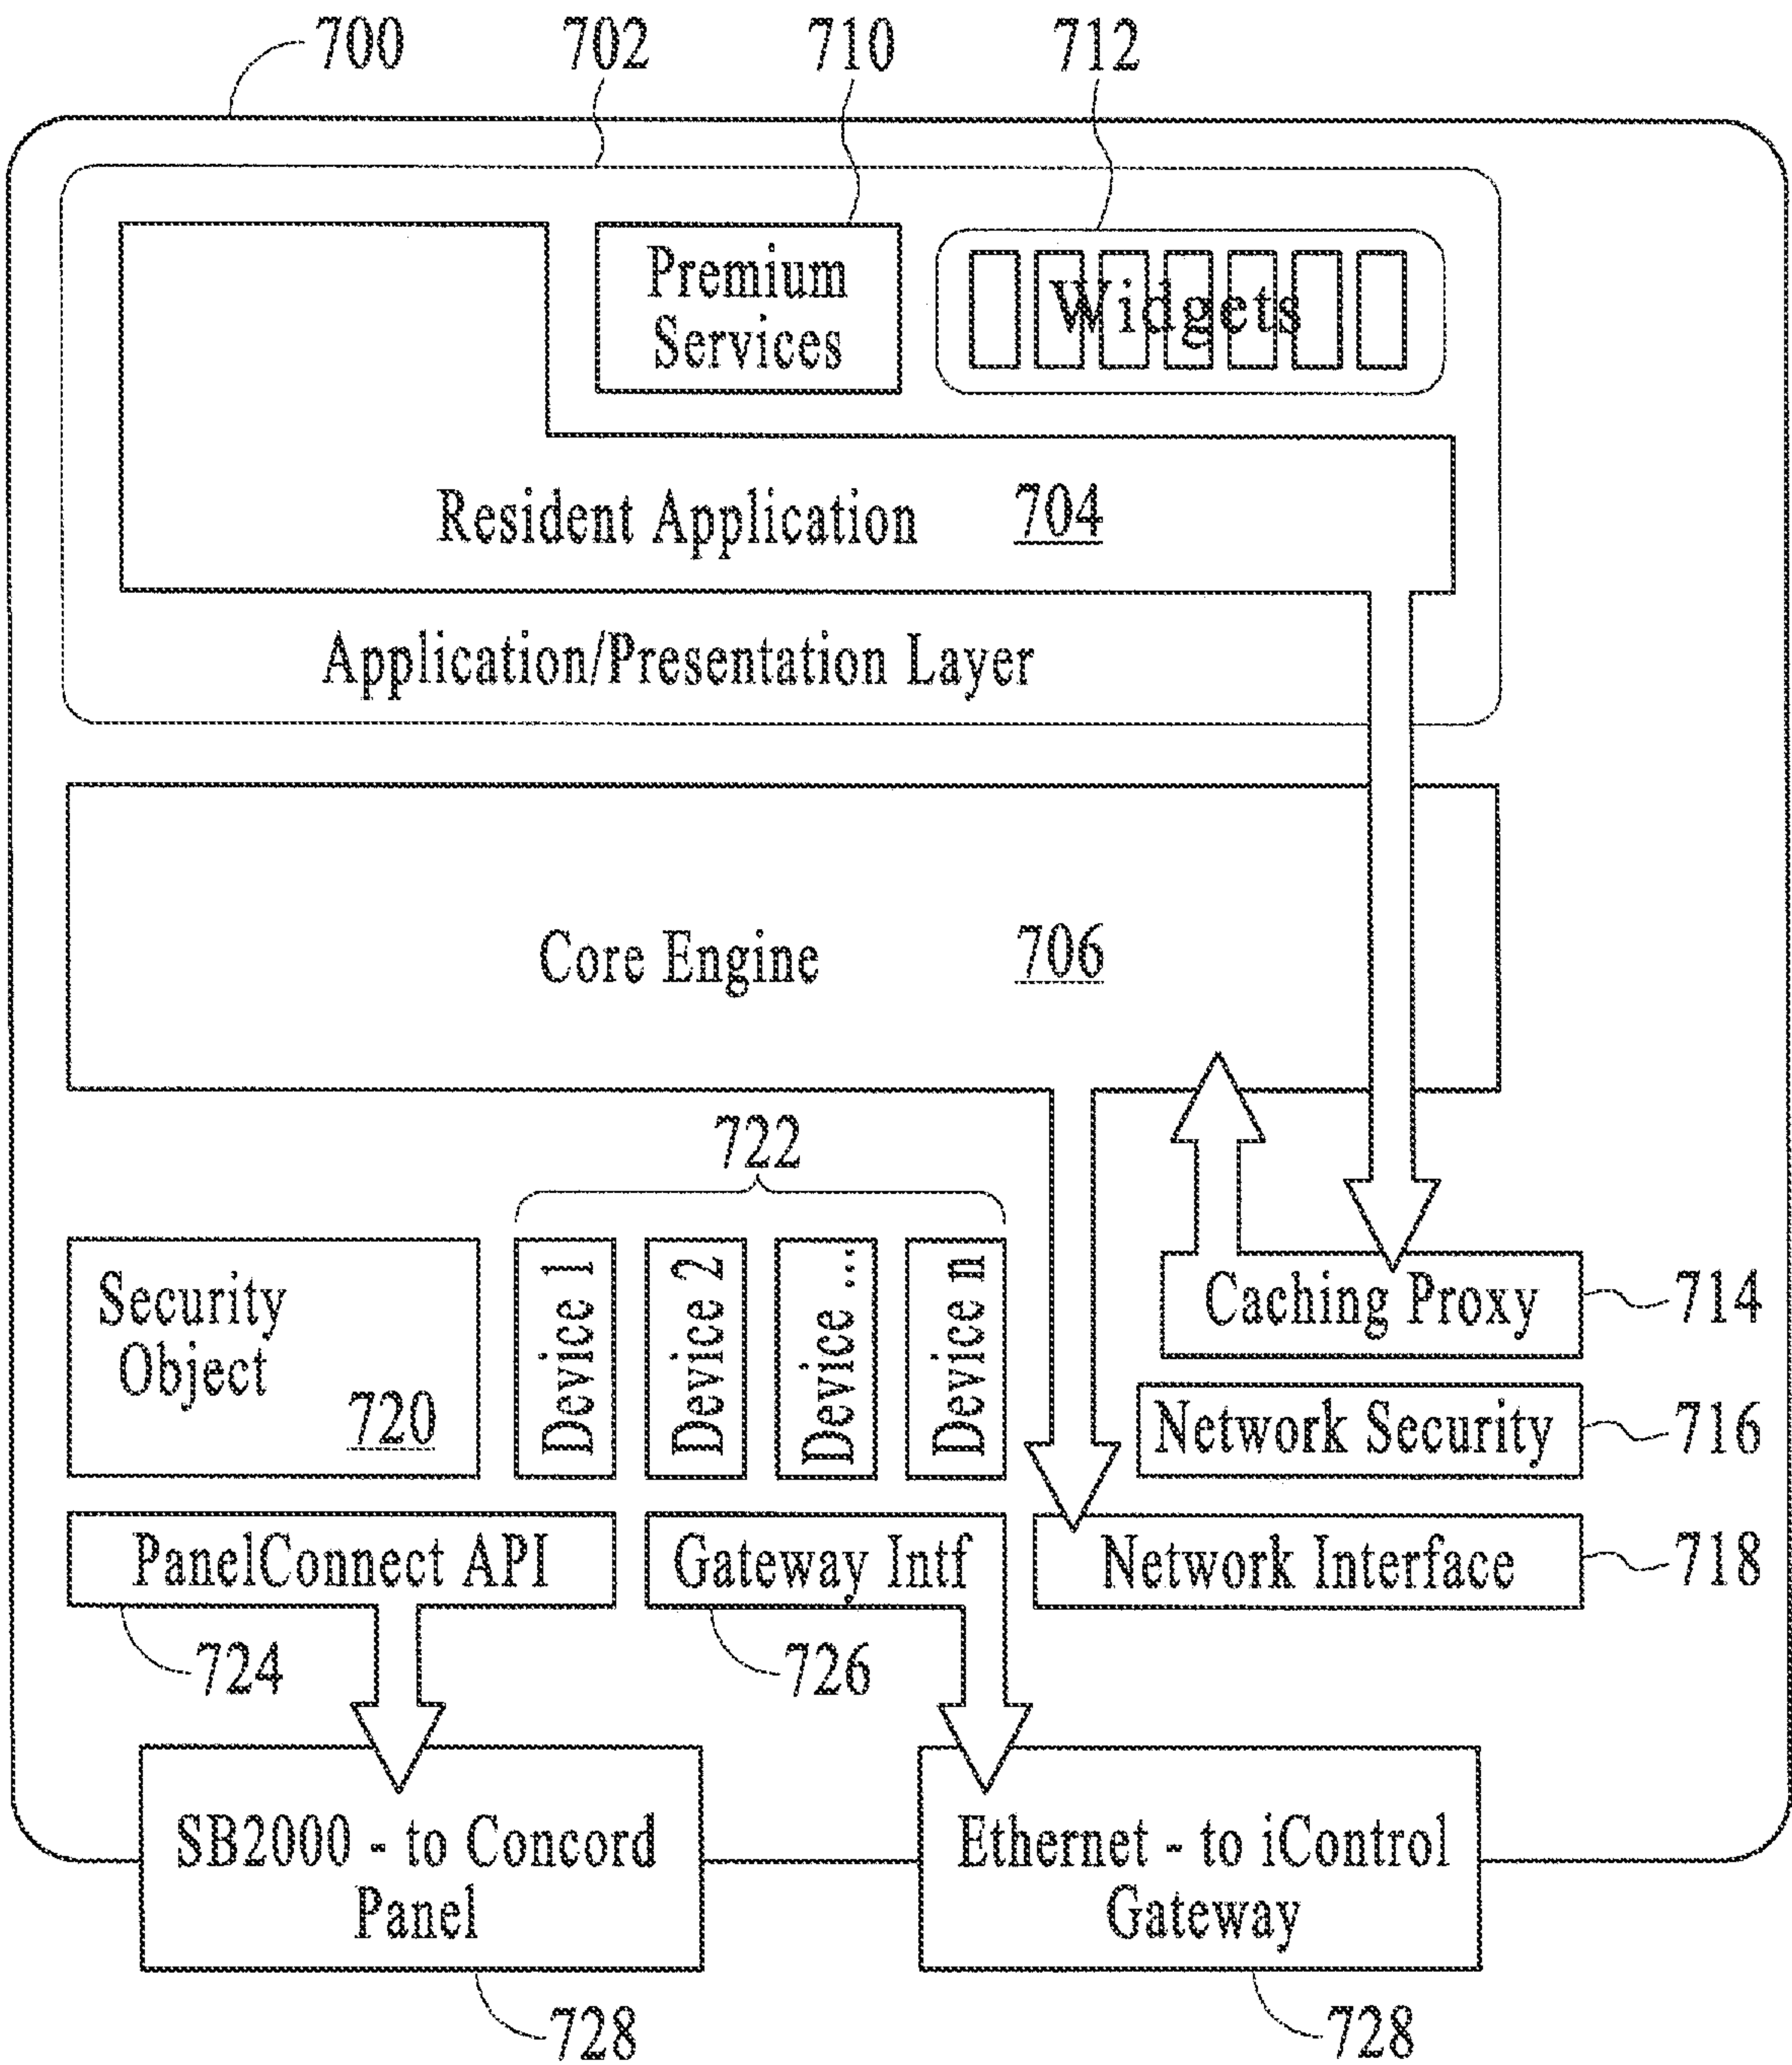 700
702
710
712
Premium
Services
Widgets
Resident Application 704
Application/Presentation Layer
Core Engine 706
722
Security
Object
720
Device 1
Device 2
Device ...
Device n
Caching Proxy
714
Network Security
716
PanelConnect API
Gateway Intf
Network Interface
718
724
726
SB2000 - to Concord
Panel
Ethernet - to iControl
Gateway
728
728